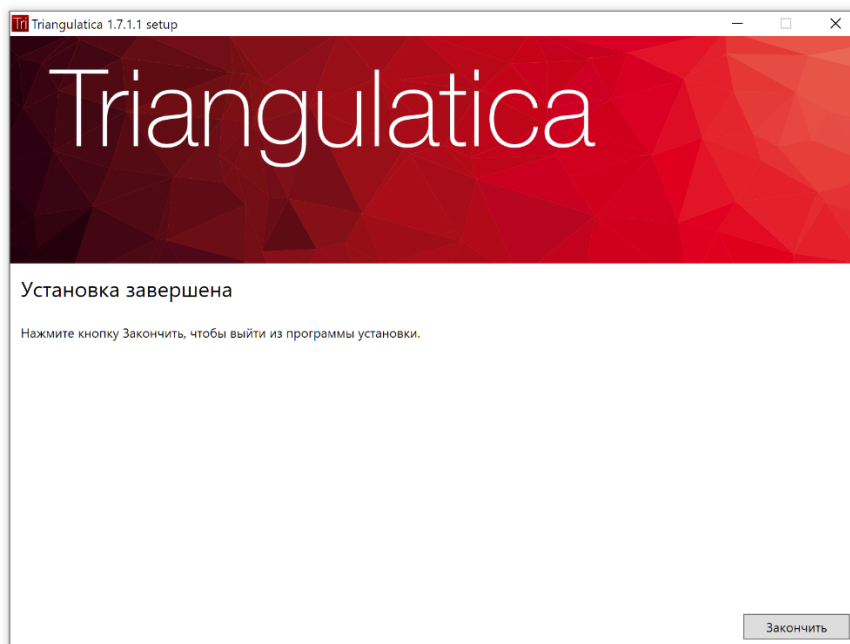 Tri Triangulatica 1.7.1.1 setup
Triangulatica
Установка завершена
Нажмите кнопку Закончить, чтобы выйти из программы установки.
Закончить